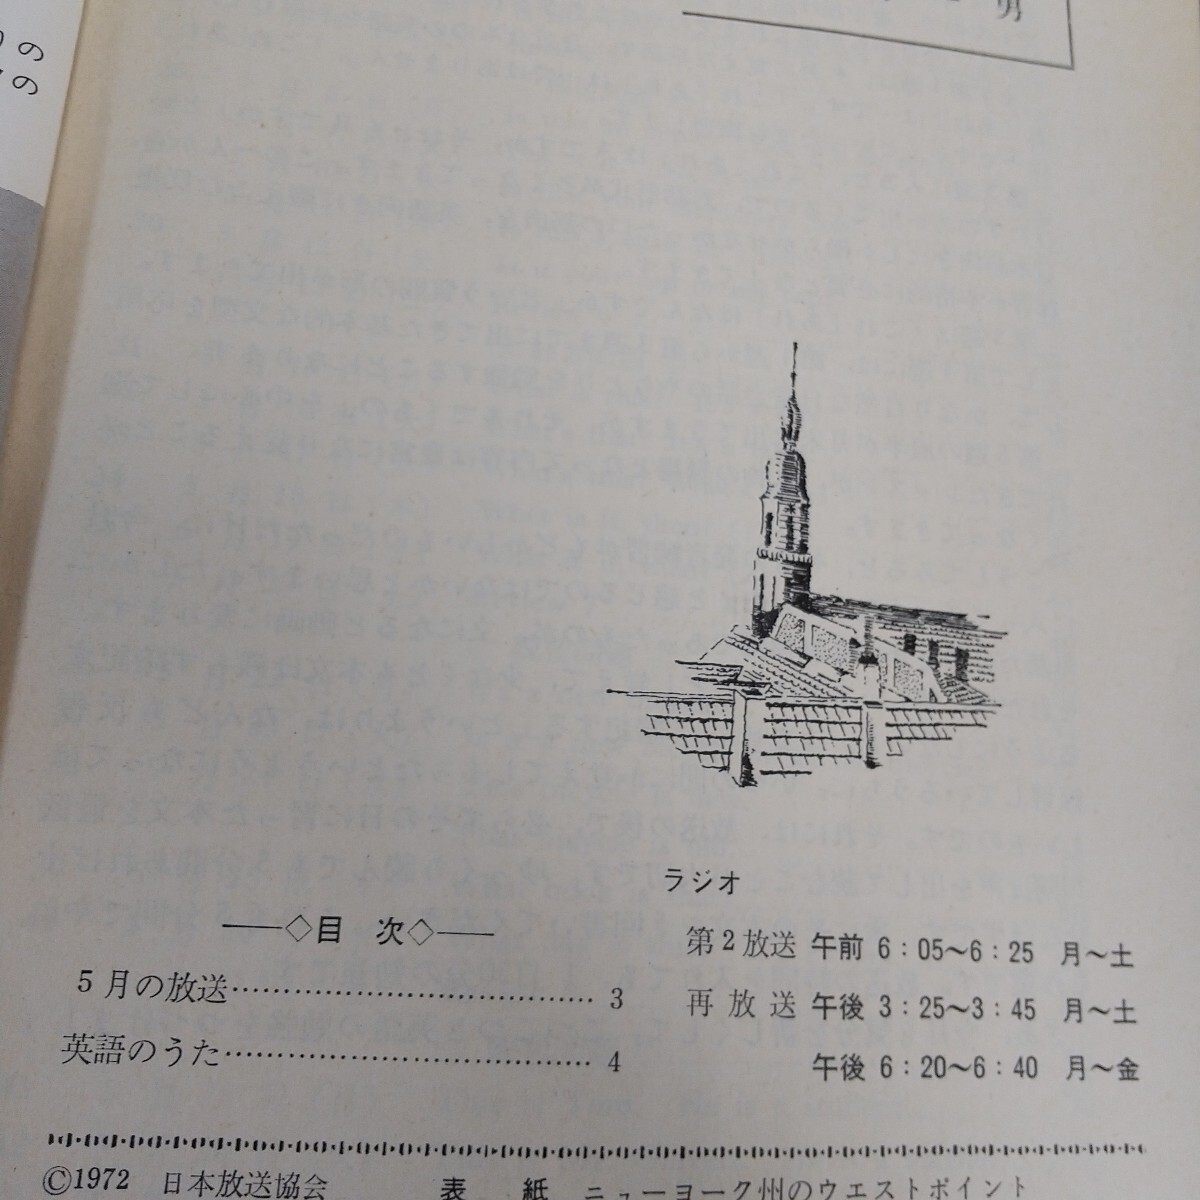 の
の
男
ラジオ
第2放送 午前 6:05～6:25 月～土
再放送 午後 3:25～3:45 月～土
午後 6:20～6:40 月～金
──◇目 次◇──
5月の放送…………………………… 3
英語のうた…………………………… 4
©1972 日本放送協会 表 紙 ニューヨーク州のウエストポイント